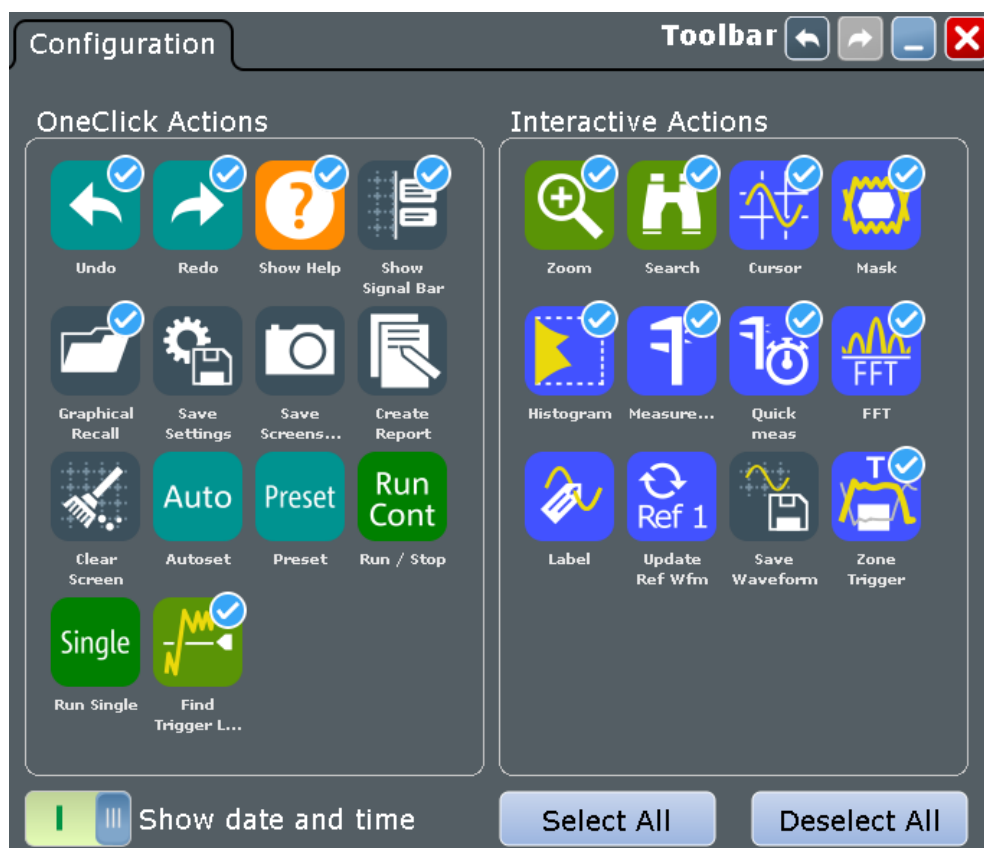 Configuration
Toolbar
OneClick Actions
Interactive Actions
Undo
Redo
?
Show Help
Show
Signal Bar
Zoom
Search
Cursor
Mask
Graphical
Recall
Save
Settings
Save
Screens...
Create
Report
Histogram
Measure...
Quick
meas
FFT
FFT
Clear
Screen
Auto
Autoset
Preset
Preset
Run
Cont
Run / Stop
Label
Ref 1
Update
Ref Wfm
Save
Waveform
T
Zone
Trigger
Single
Run Single
Find
Trigger L...
I
Show date and time
Select All
Deselect All